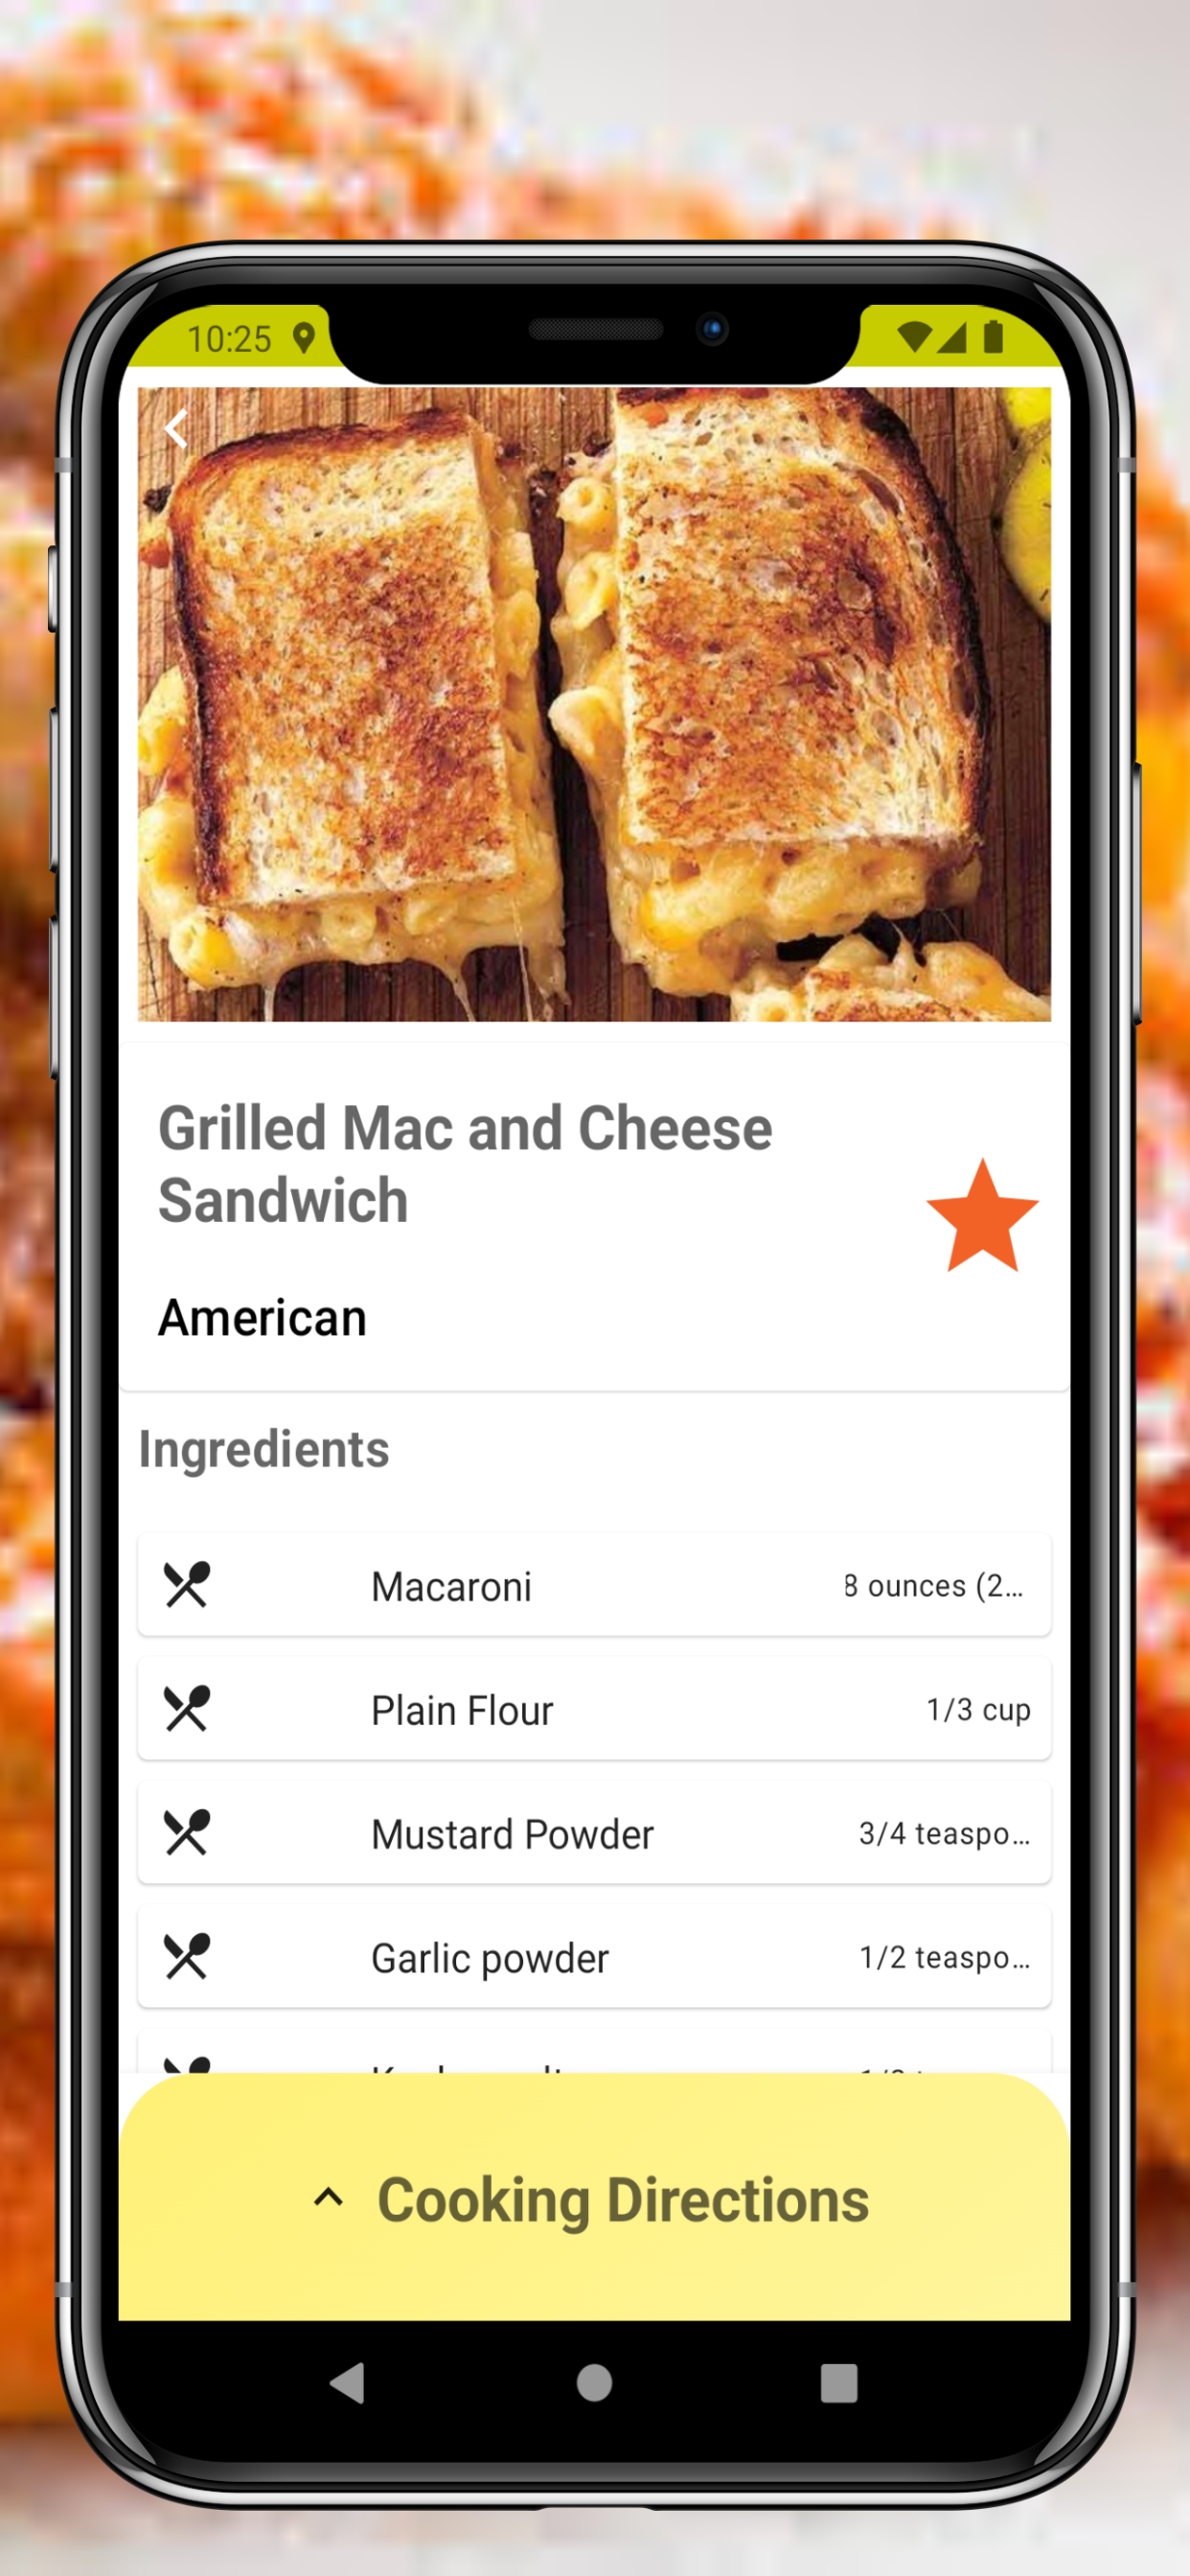 10:25
Grilled Mac and Cheese
Sandwich
American
Ingredients
Macaroni 8 ounces (2...
Plain Flour 1/3 cup
Mustard Powder 3/4 teaspo...
Garlic powder 1/2 teaspo...
Cooking Directions